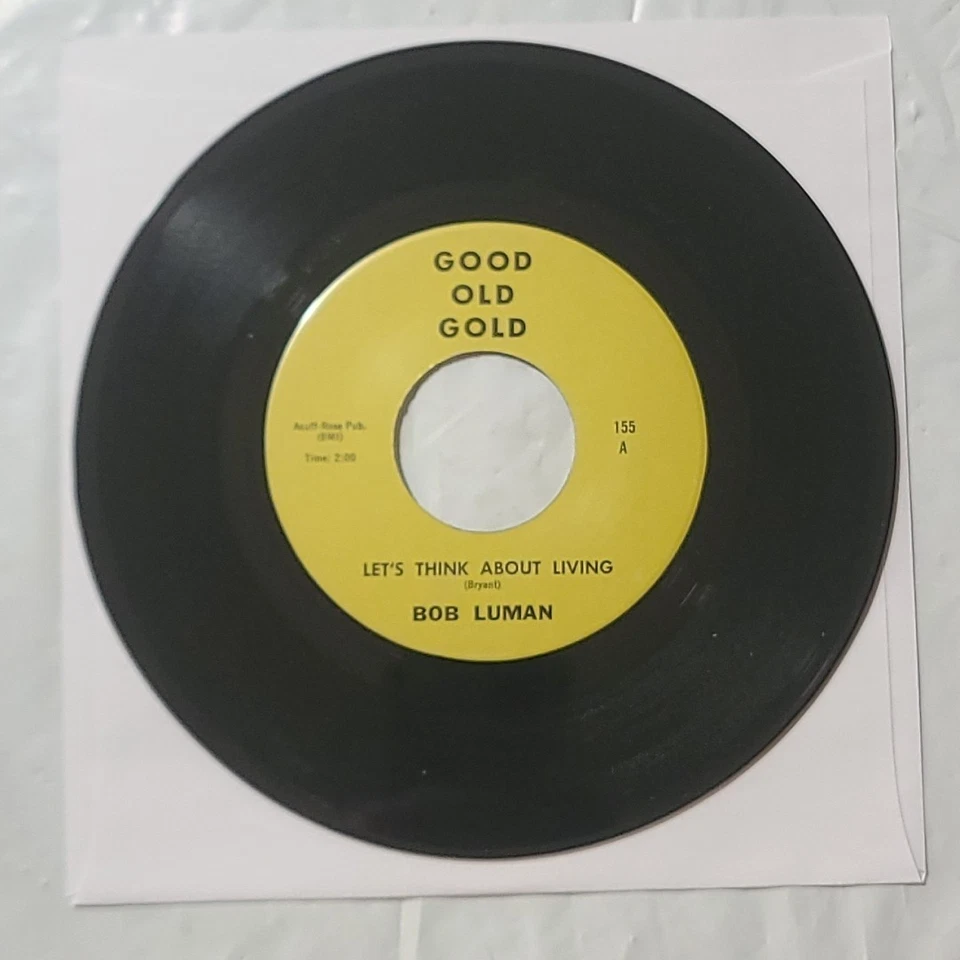 GOOD
OLD
GOLD
Acuff-Rose Pub.
(BMI)
Time: 2:00
155
A
LET'S THINK ABOUT LIVING
(Bryant)
BOB LUMAN